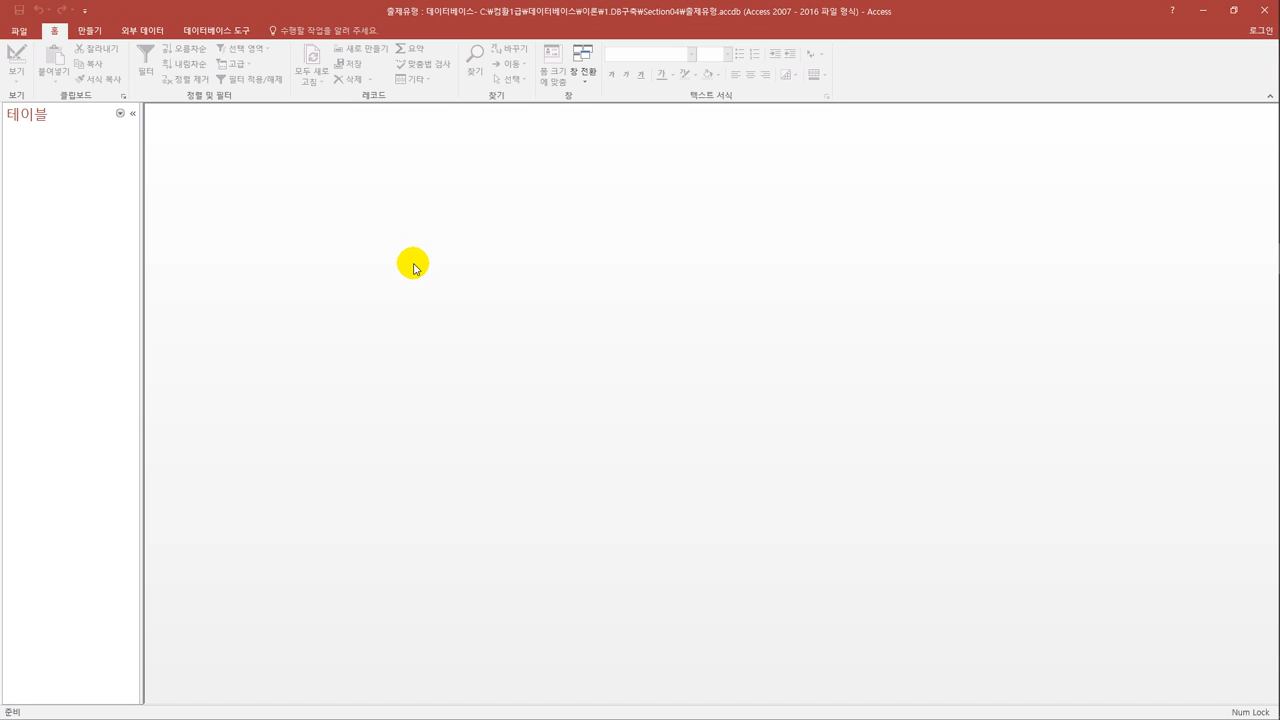 출제유형 : 데이터베이스- C:₩컴활1급₩데이터베이스₩이론₩1.DB구축₩Section04₩출제유형.accdb (Access 2007 - 2016 파일 형식) - Access
?
파일 홈 만들기 외부 데이터 데이터베이스 도구 수행할 작업을 알려 주세요. 로그인
잘라내기 오름차순 선택 영역 새로 만들기 요약 바꾸기
복사 내림차순 고급 저장 맞춤법 검사 이동
서식 복사 정렬 제거 필터 적용/해제 삭제 기타 선택
보기 붙여넣기 필터 모두 새로 고침 찾기 폼 크기에 맞춤 창 전환
가 가 가 가
보기 클립보드 정렬 및 필터 레코드 찾기 창 텍스트 서식
테이블
준비 Num Lock